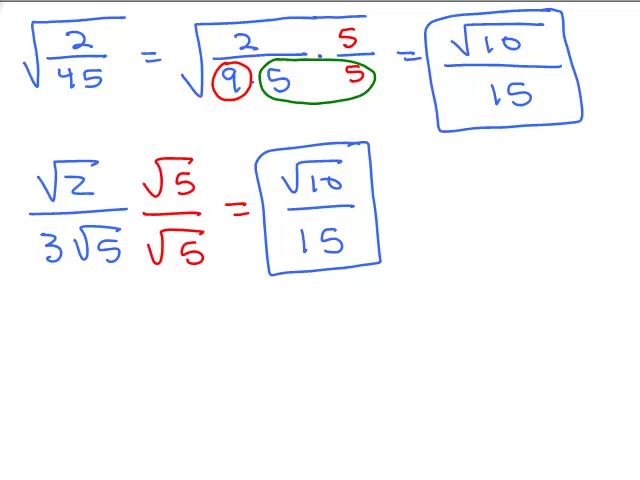 √(2/45) = √(2/(9·5) · 5/5) = √10/15
√2/(3√5) √5/√5 = √10/15